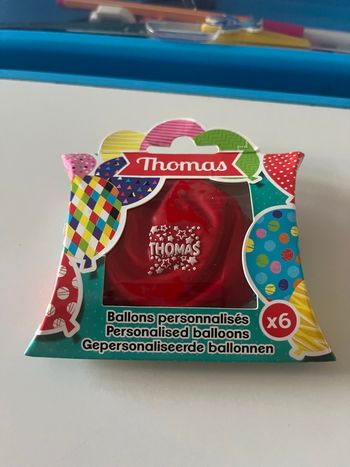 Thomas
THOMAS
Ballons personnalisés
Personalised balloons
Gepersonaliseerde ballonnen
x6